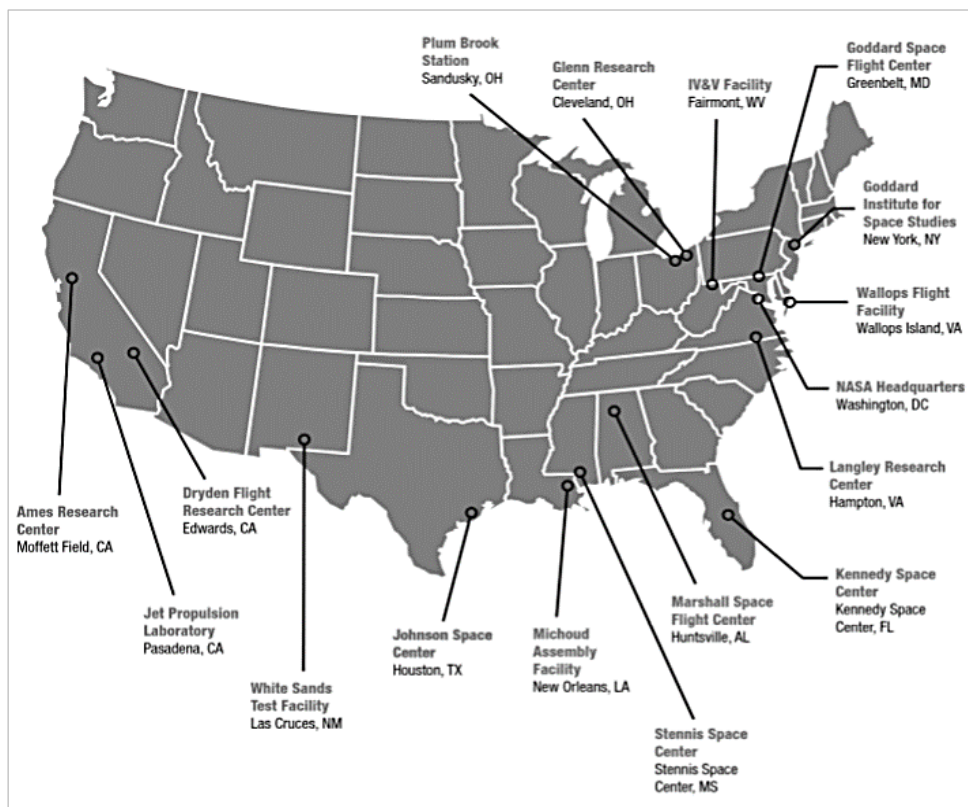 Plum Brook
Station
Sandusky, OH
Glenn Research
Center
Cleveland, OH
IV&V Facility
Fairmont, WV
Goddard Space
Flight Center
Greenbelt, MD
Goddard
Institute for
Space Studies
New York, NY
Wallops Flight
Facility
Wallops Island, VA
NASA Headquarters
Washington, DC
Langley Research
Center
Hampton, VA
Kennedy Space
Center
Kennedy Space
Center, FL
Ames Research
Center
Moffett Field, CA
Dryden Flight
Research Center
Edwards, CA
Jet Propulsion
Laboratory
Pasadena, CA
White Sands
Test Facility
Las Cruces, NM
Johnson Space
Center
Houston, TX
Michoud
Assembly
Facility
New Orleans, LA
Marshall Space
Flight Center
Huntsville, AL
Stennis Space
Center
Stennis Space
Center, MS